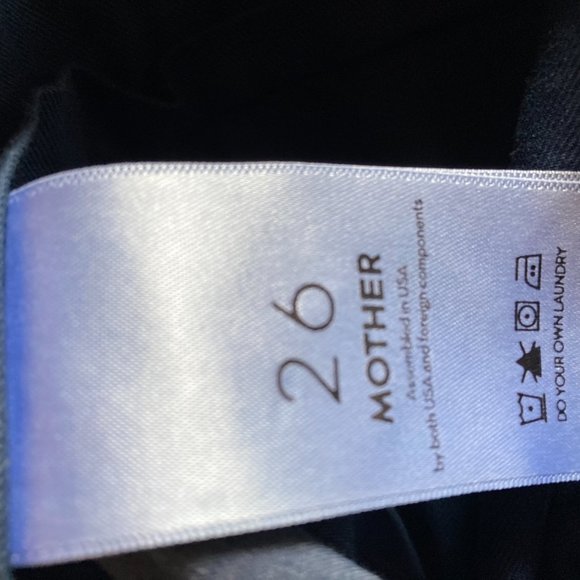 26
MOTHER
Assembled in USA
by both USA and foreign components
DO YOUR OWN LAUNDRY